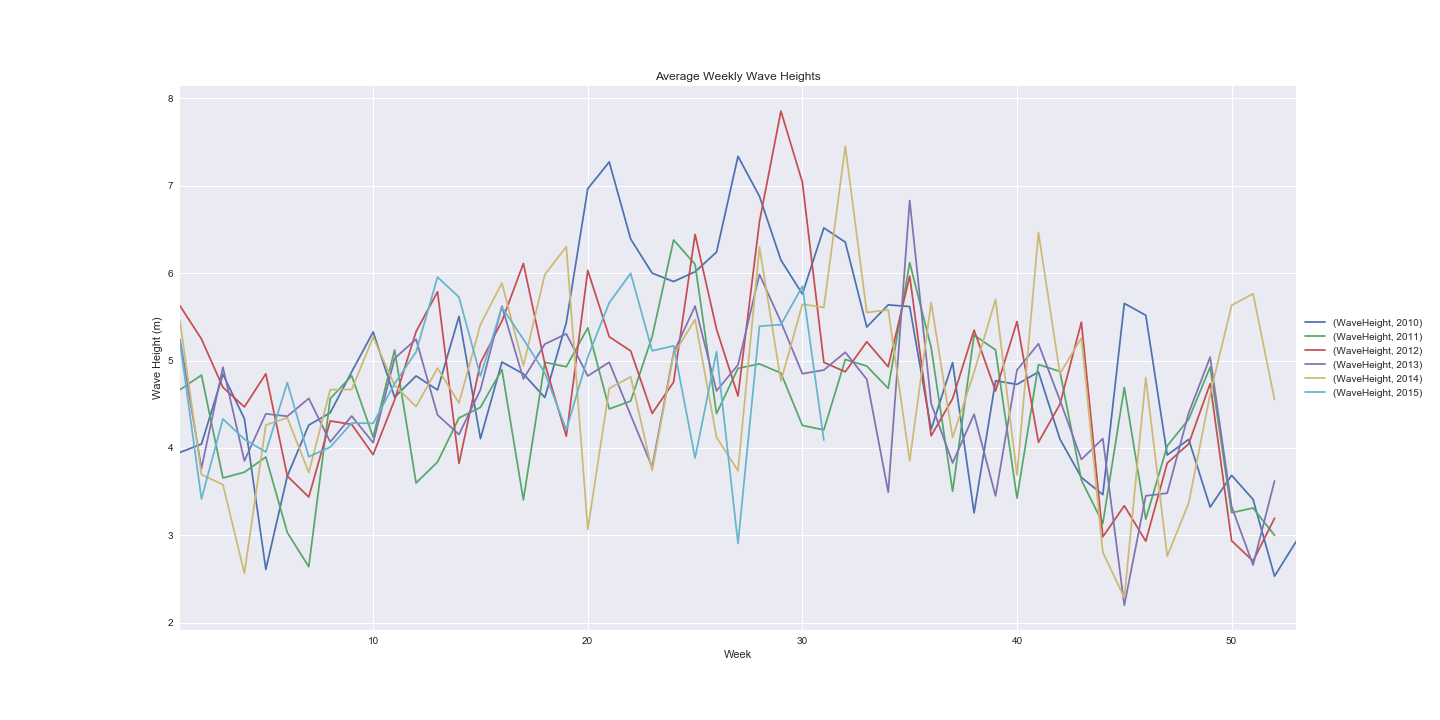 Average Weekly Wave Heights
8
7
6
5
4
3
2
Wave Height (m)
10 20 30 40 50
Week
(WaveHeight, 2010)
(WaveHeight, 2011)
(WaveHeight, 2012)
(WaveHeight, 2013)
(WaveHeight, 2014)
(WaveHeight, 2015)